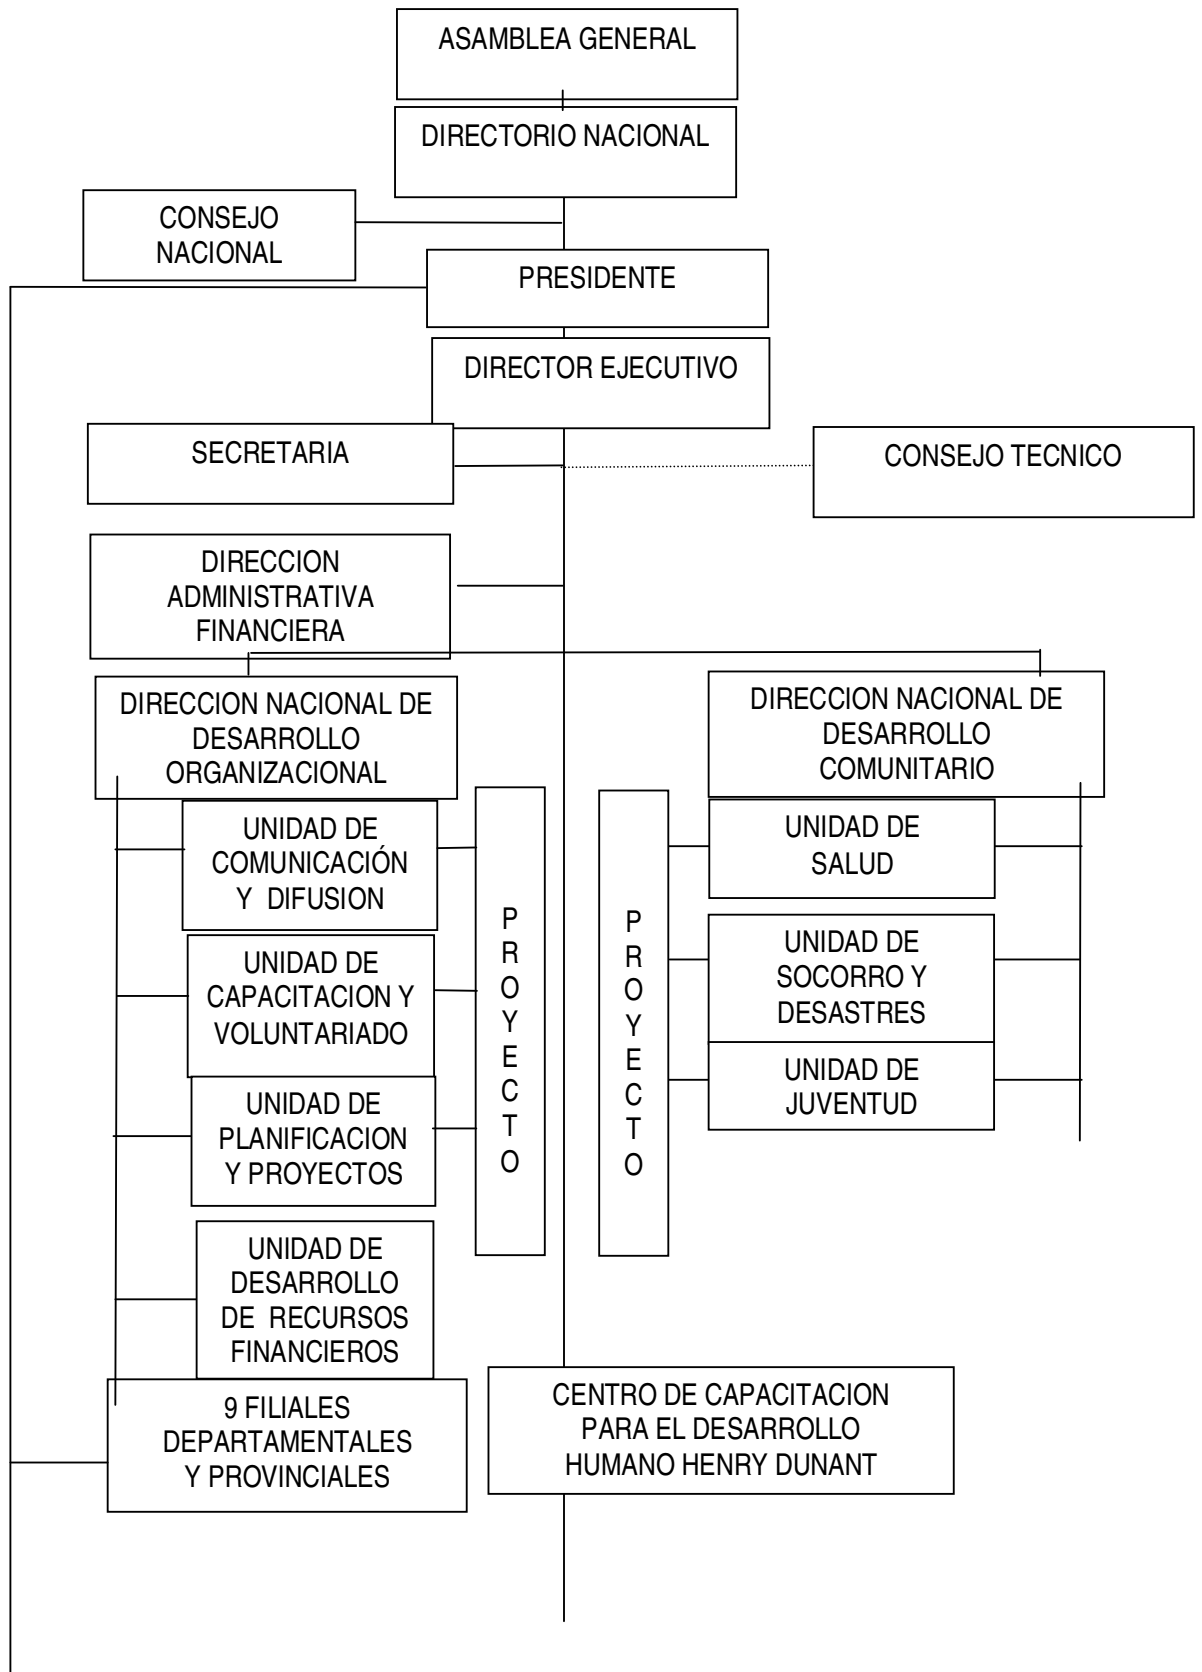 ASAMBLEA GENERAL
DIRECTORIO NACIONAL
CONSEJO
NACIONAL
PRESIDENTE
DIRECTOR EJECUTIVO
SECRETARIA
CONSEJO TECNICO
DIRECCION
ADMINISTRATIVA
FINANCIERA
DIRECCION NACIONAL DE
DESARROLLO
ORGANIZACIONAL
DIRECCION NACIONAL DE
DESARROLLO
COMUNITARIO
UNIDAD DE
COMUNICACIÓN
Y DIFUSION
UNIDAD DE
CAPACITACION Y
VOLUNTARIADO
UNIDAD DE
PLANIFICACION
Y PROYECTOS
UNIDAD DE
DESARROLLO
DE RECURSOS
FINANCIEROS
PROYECTO
PROYECTO
UNIDAD DE
SALUD
UNIDAD DE
SOCORRO Y
DESASTRES
UNIDAD DE
JUVENTUD
9 FILIALES
DEPARTAMENTALES
Y PROVINCIALES
CENTRO DE CAPACITACION
PARA EL DESARROLLO
HUMANO HENRY DUNANT